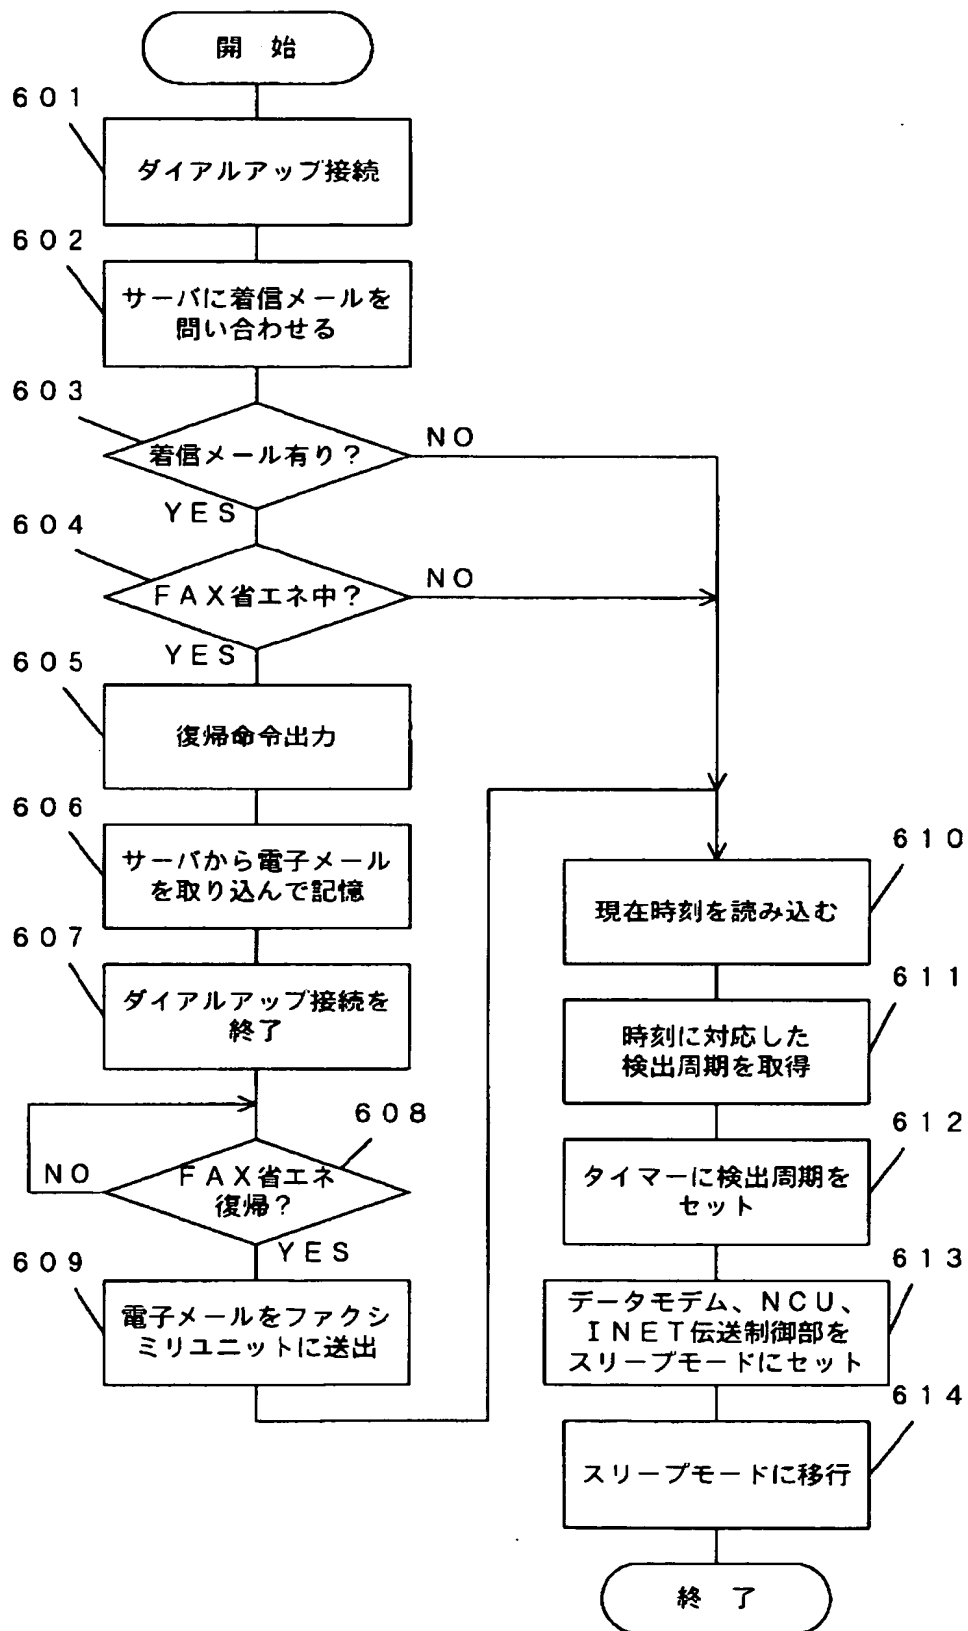 開 始
601
ダイアルアップ接続
602
サーバに着信メールを
問い合わせる
603
着信メール有り?
NO
YES
604
FAX省エネ中?
NO
YES
605
復帰命令出力
606
サーバから電子メール
を取り込んで記憶
607
ダイアルアップ接続を
終了
608
FAX省エネ
復帰?
NO
YES
609
電子メールをファクシ
ミリユニットに送出
610
現在時刻を読み込む
611
時刻に対応した
検出周期を取得
612
タイマーに検出周期を
セット
613
データモデム、NCU、
INET伝送制御部を
スリープモードにセット
614
スリープモードに移行
終 了